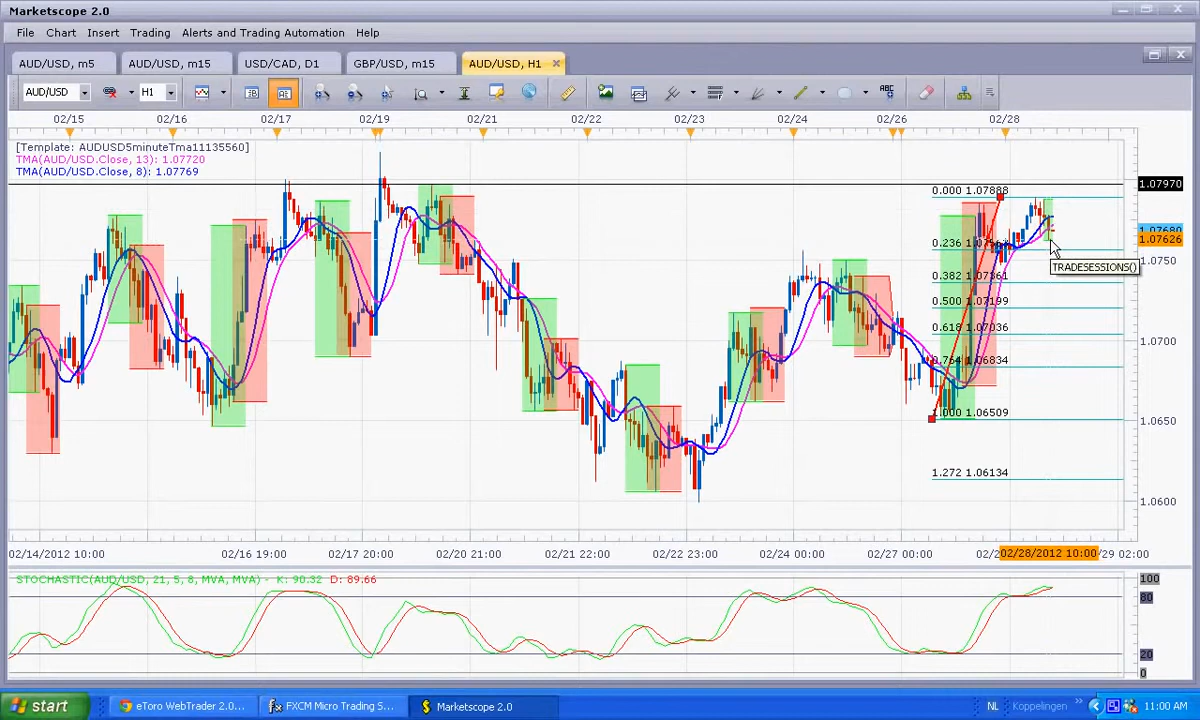 Marketscope 2.0
File Chart Insert Trading Alerts and Trading Automation Help
AUD/USD, m5 AUD/USD, m15 USD/CAD, D1 GBP/USD, m15 AUD/USD, H1
AUD/USD H1 ABC
02/15 02/16 02/17 02/19 02/21 02/22 02/23 02/24 02/26 02/28
[Template: AUDUSD5minuteTma11135560]
TMA(AUD/USD.Close, 13): 1.07720
TMA(AUD/USD.Close, 8): 1.07769
1.07970
0.000 1.07888
1.07680
1.07626
0.236
1.0750
TRADESESSIONS()
0.382 1.07361
0.500 1.07199
0.618 1.07036
1.0700
0.764 1.06834
1.000 1.06509
1.0650
1.272 1.06134
1.0600
02/14/2012 10:00 02/16 19:00 02/17 20:00 02/20 21:00 02/21 22:00 02/22 23:00 02/24 00:00 02/27 00:00 02/28/2012 10:00 /29 02:00
STOCHASTIC(AUD/USD, 21, 5, 8, MVA, MVA) - K: 90.32 D: 89.66
100
80
20
0
start eToro WebTrader 2.0... FXCM Micro Trading S... Marketscope 2.0 NL Koppelingen 11:00 AM